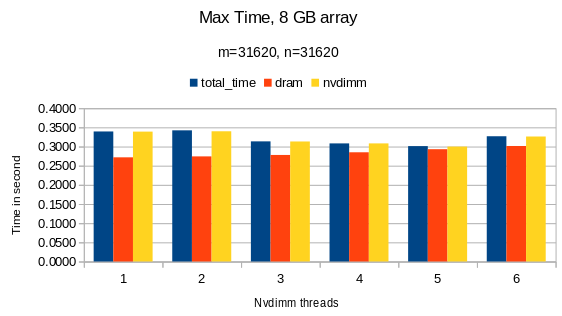 Max Time, 8 GB array
m=31620, n=31620
total_time dram nvdimm
0.4000
0.3500
0.3000
0.2500
0.2000
0.1500
0.1000
0.0500
0.0000
Time in second
1 2 3 4 5 6
Nvdimm threads